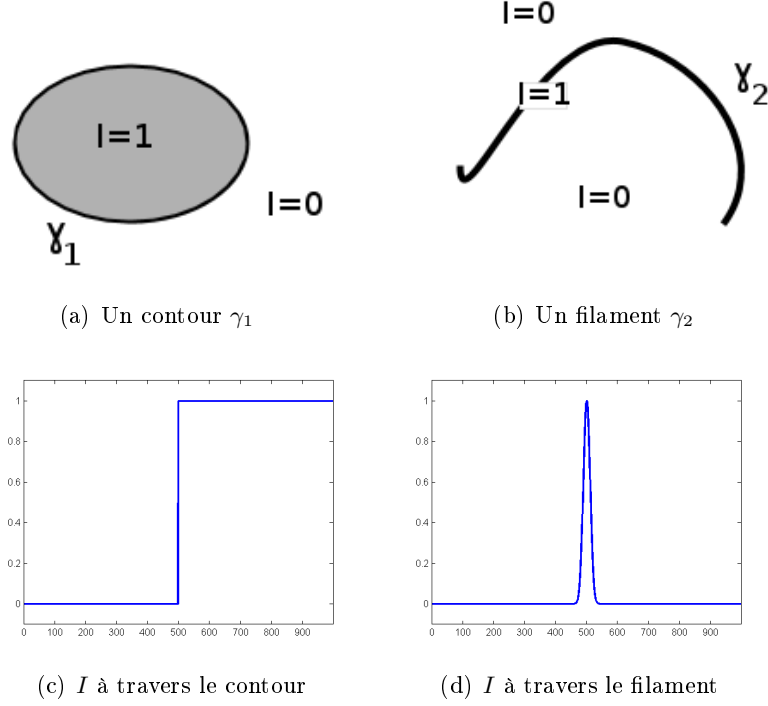 I=0
I=1
I=1
I=0
I=0
γ1
γ2
(a) Un contour γ1
(b) Un filament γ2
1
0.8
0.6
0.4
0.2
0
0 100 200 300 400 500 600 700 800 900
1
0.8
0.6
0.4
0.2
0
0 100 200 300 400 500 600 700 800 900
(c) I à travers le contour
(d) I à travers le filament